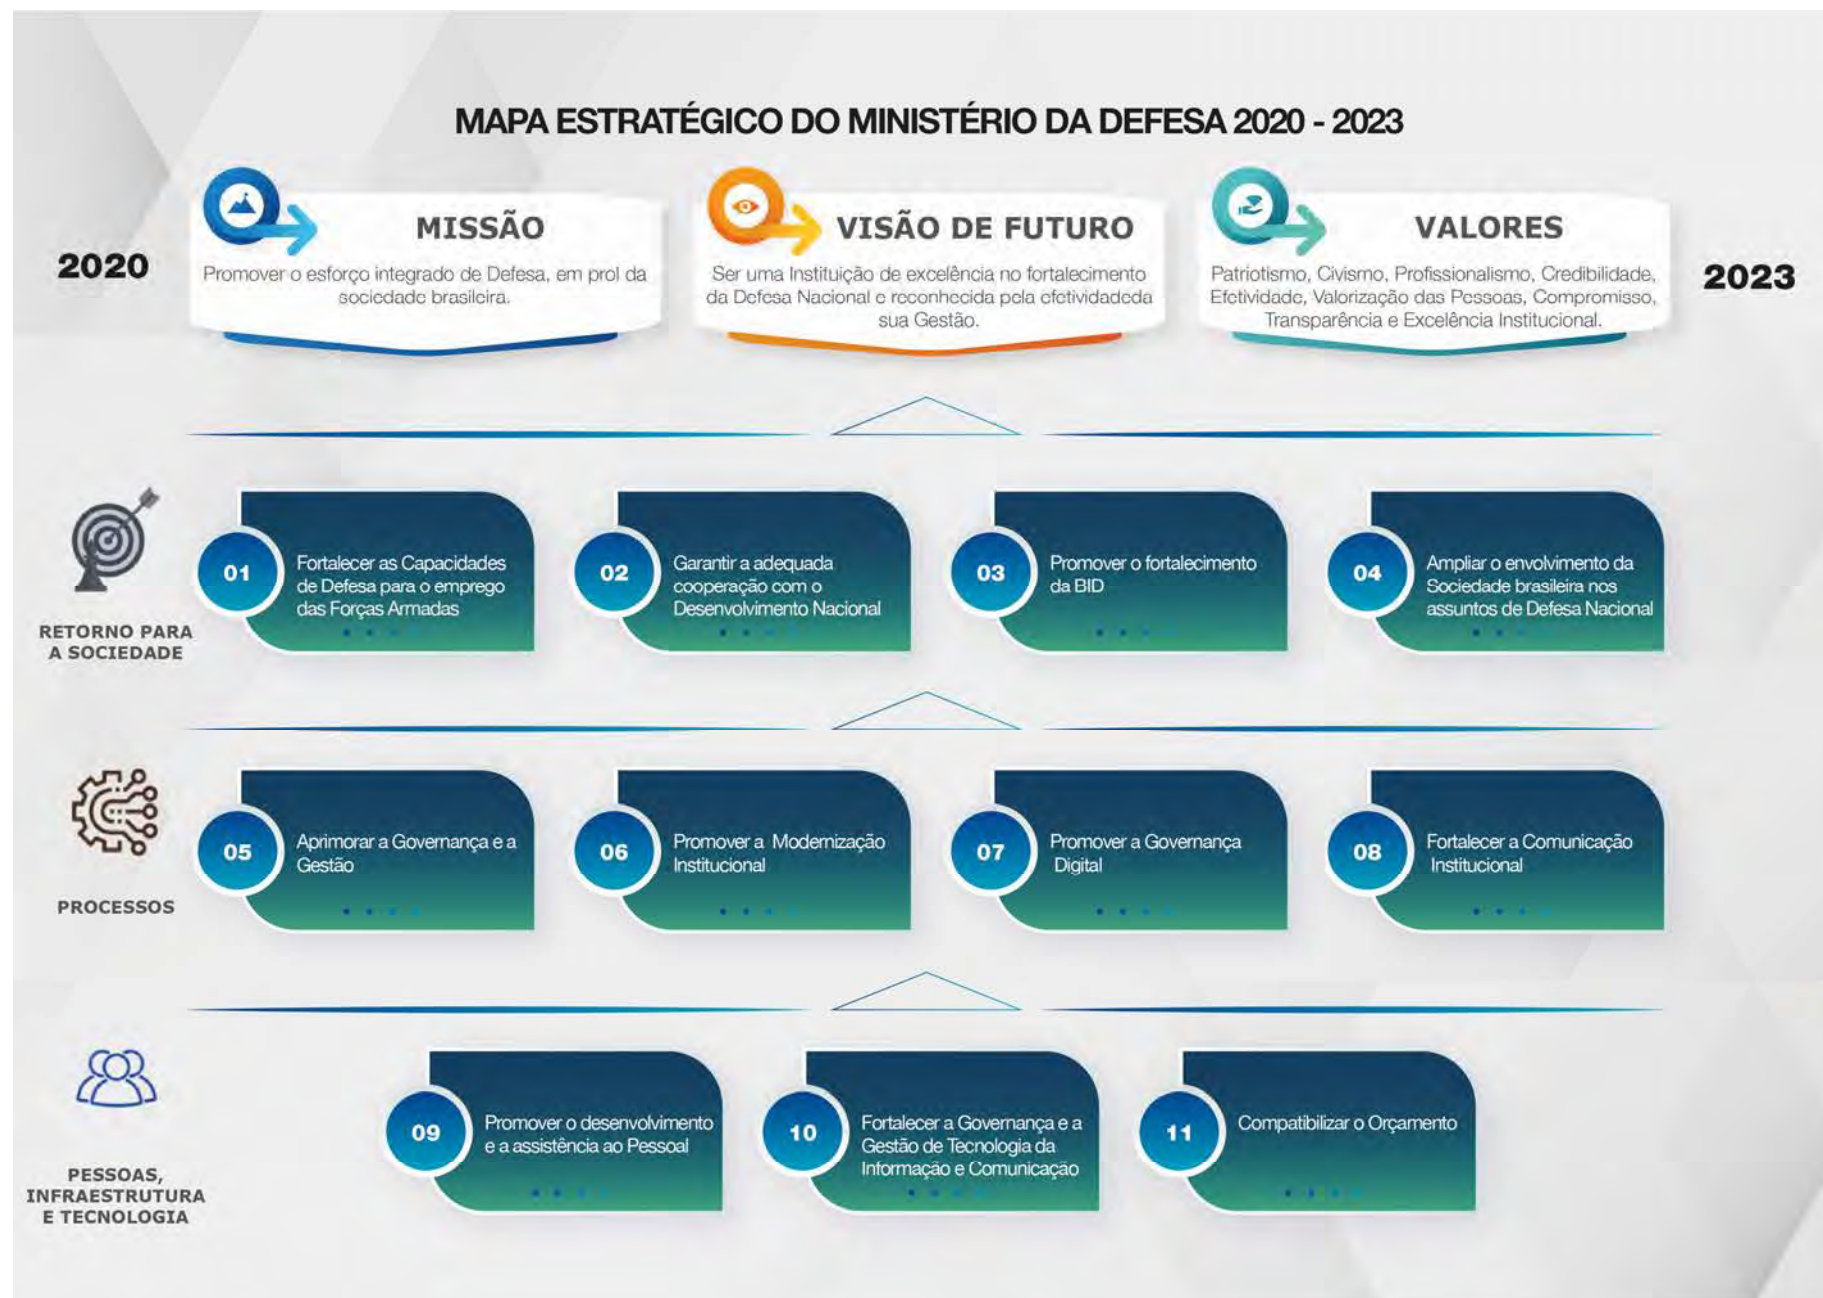 MAPA ESTRATÉGICO DO MINISTÉRIO DA DEFESA 2020 - 2023
2020
MISSÃO
Promover o esforço integrado de Defesa, em prol da
sociedade brasileira.
VISÃO DE FUTURO
Ser uma Instituição de excelência no fortalecimento
da Defesa Nacional e reconhecida pela efetividadeda
sua Gestão.
VALORES
Patriotismo, Civismo, Profissionalismo, Credibilidade,
Efetividade, Valorização das Pessoas, Compromisso,
Transparência e Excelência Institucional.
2023
RETORNO PARA
A SOCIEDADE
01
Fortalecer as Capacidades
de Defesa para o emprego
das Forças Armadas
02
Garantir a adequada
cooperação com o
Desenvolvimento Nacional
03
Promover o fortalecimento
da BID
04
Ampliar o envolvimento da
Sociedade brasileira nos
assuntos de Defesa Nacional
PROCESSOS
05
Aprimorar a Governança e a
Gestão
06
Promover a Modernização
Institucional
07
Promover a Governança
Digital
08
Fortalecer a Comunicação
Institucional
PESSOAS,
INFRAESTRUTURA
E TECNOLOGIA
09
Promover o desenvolvimento
e a assistência ao Pessoal
10
Fortalecer a Governança e a
Gestão de Tecnologia da
Informação e Comunicação
11
Compatibilizar o Orçamento